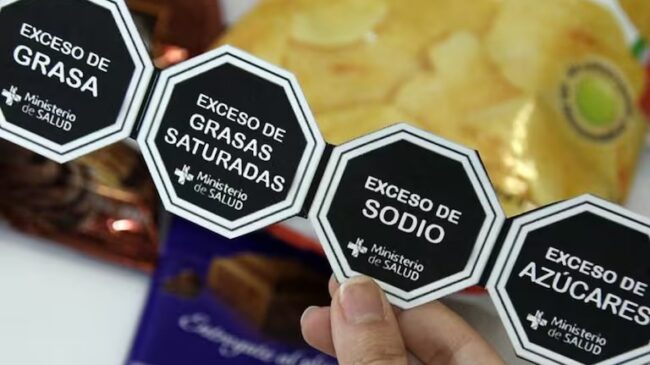 EXCESO DE
GRASA
Ministerio
de SALUD
EXCESO DE
GRASAS
SATURADAS
Ministerio
de SALUD
EXCESO DE
SODIO
Ministerio
de SALUD
EXCESO DE
AZÚCARES
Ministerio
de SALUD